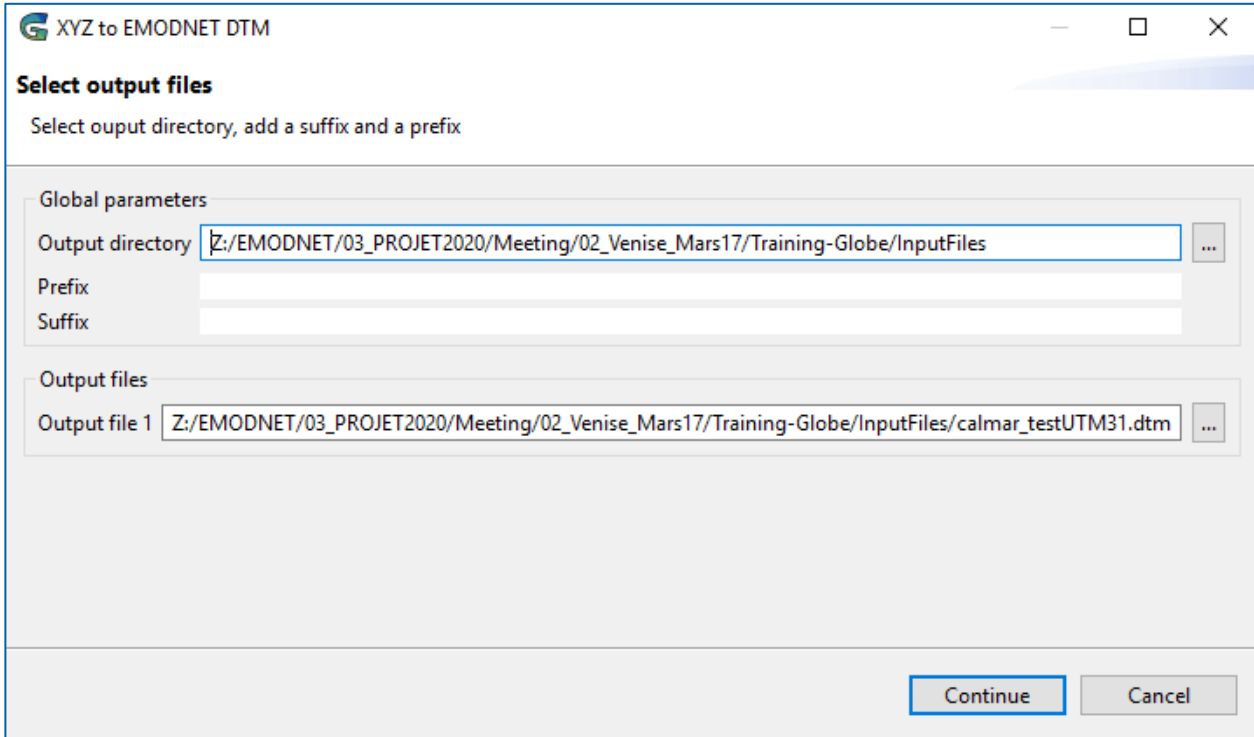 XYZ to EMODNET DTM
Select output files
Select ouput directory, add a suffix and a prefix
Global parameters
Output directory Z:/EMODNET/03_PROJET2020/Meeting/02_Venise_Mars17/Training-Globe/InputFiles ...
Prefix
Suffix
Output files
Output file 1 Z:/EMODNET/03_PROJET2020/Meeting/02_Venise_Mars17/Training-Globe/InputFiles/calmar_testUTM31.dtm ...
Continue Cancel